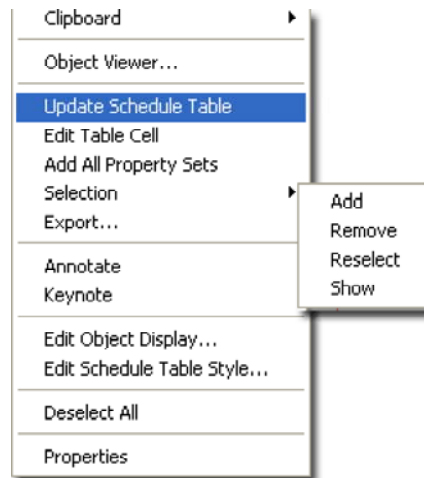 Clipboard
Object Viewer...
Update Schedule Table
Edit Table Cell
Add All Property Sets
Selection
Export...
Annotate
Keynote
Edit Object Display...
Edit Schedule Table Style...
Deselect All
Properties
Add
Remove
Reselect
Show